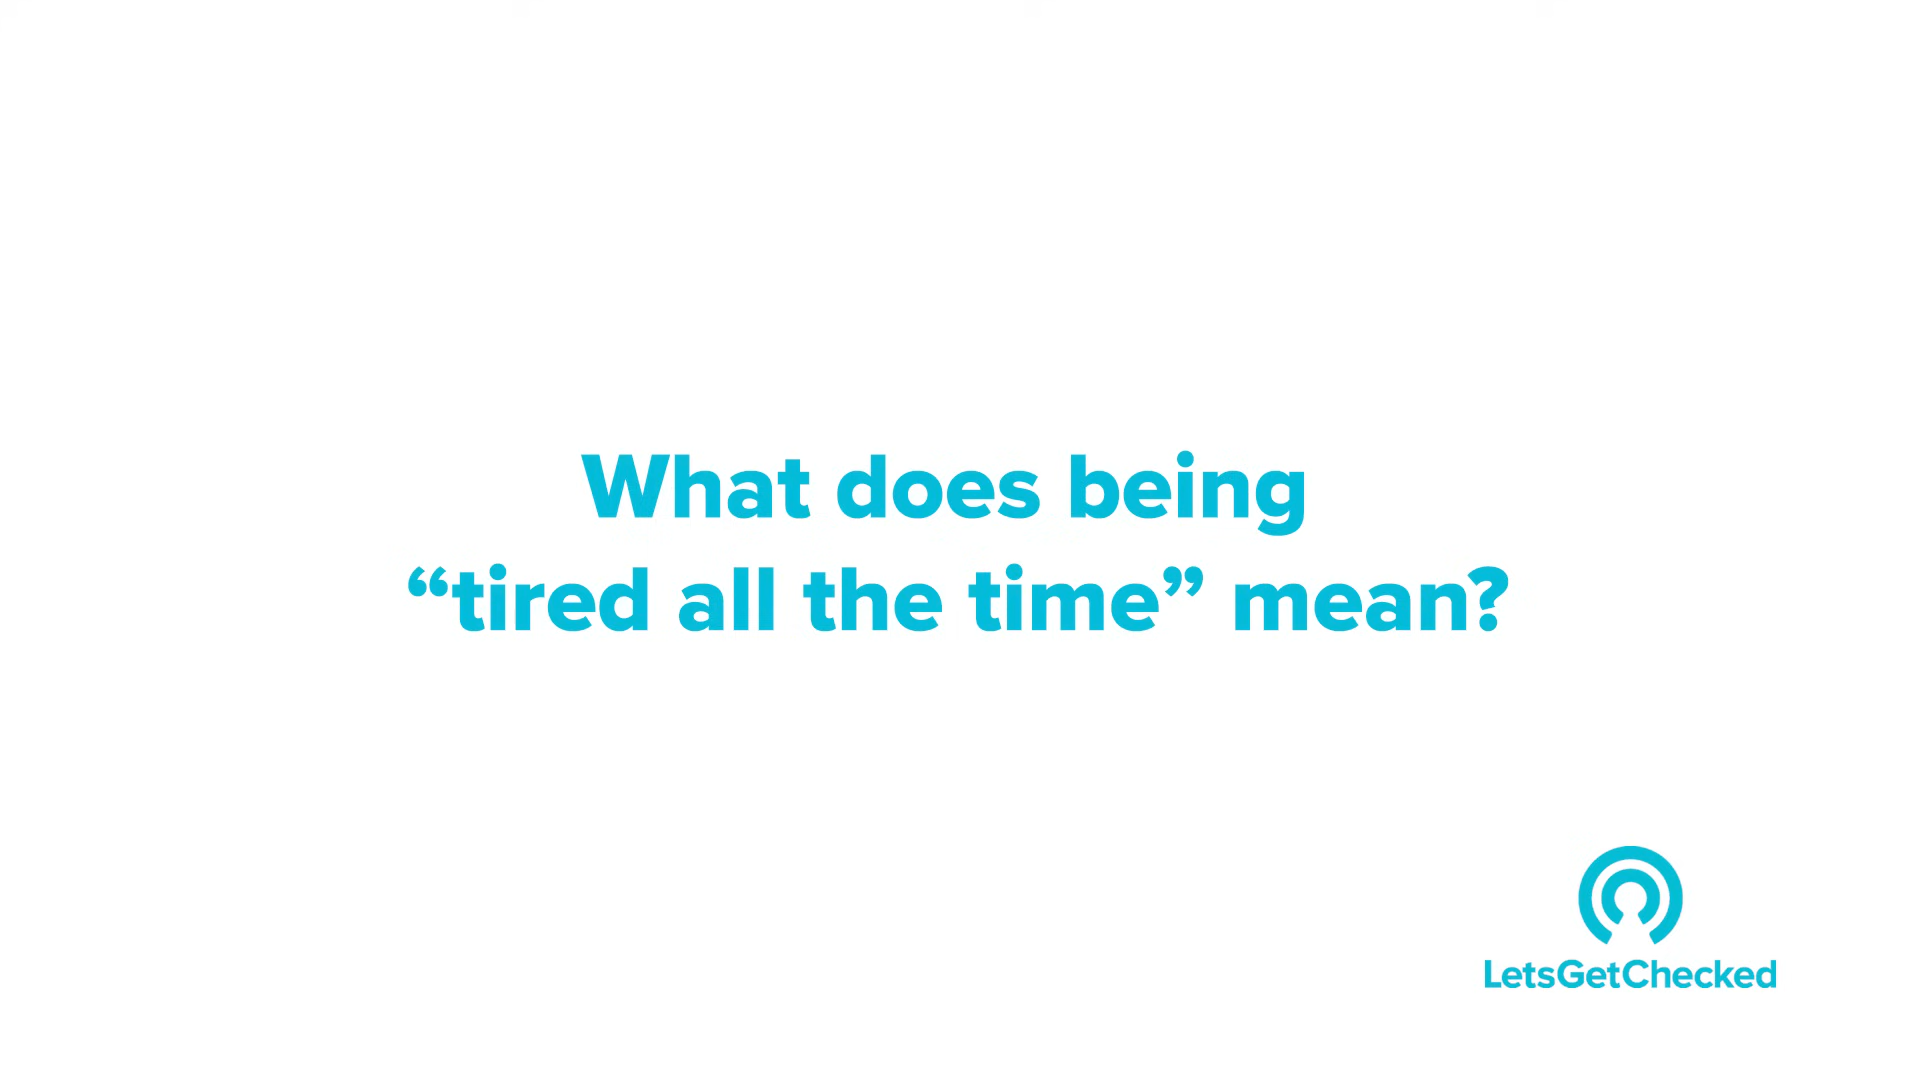 What does being
“tired all the time” mean?
LetsGetChecked